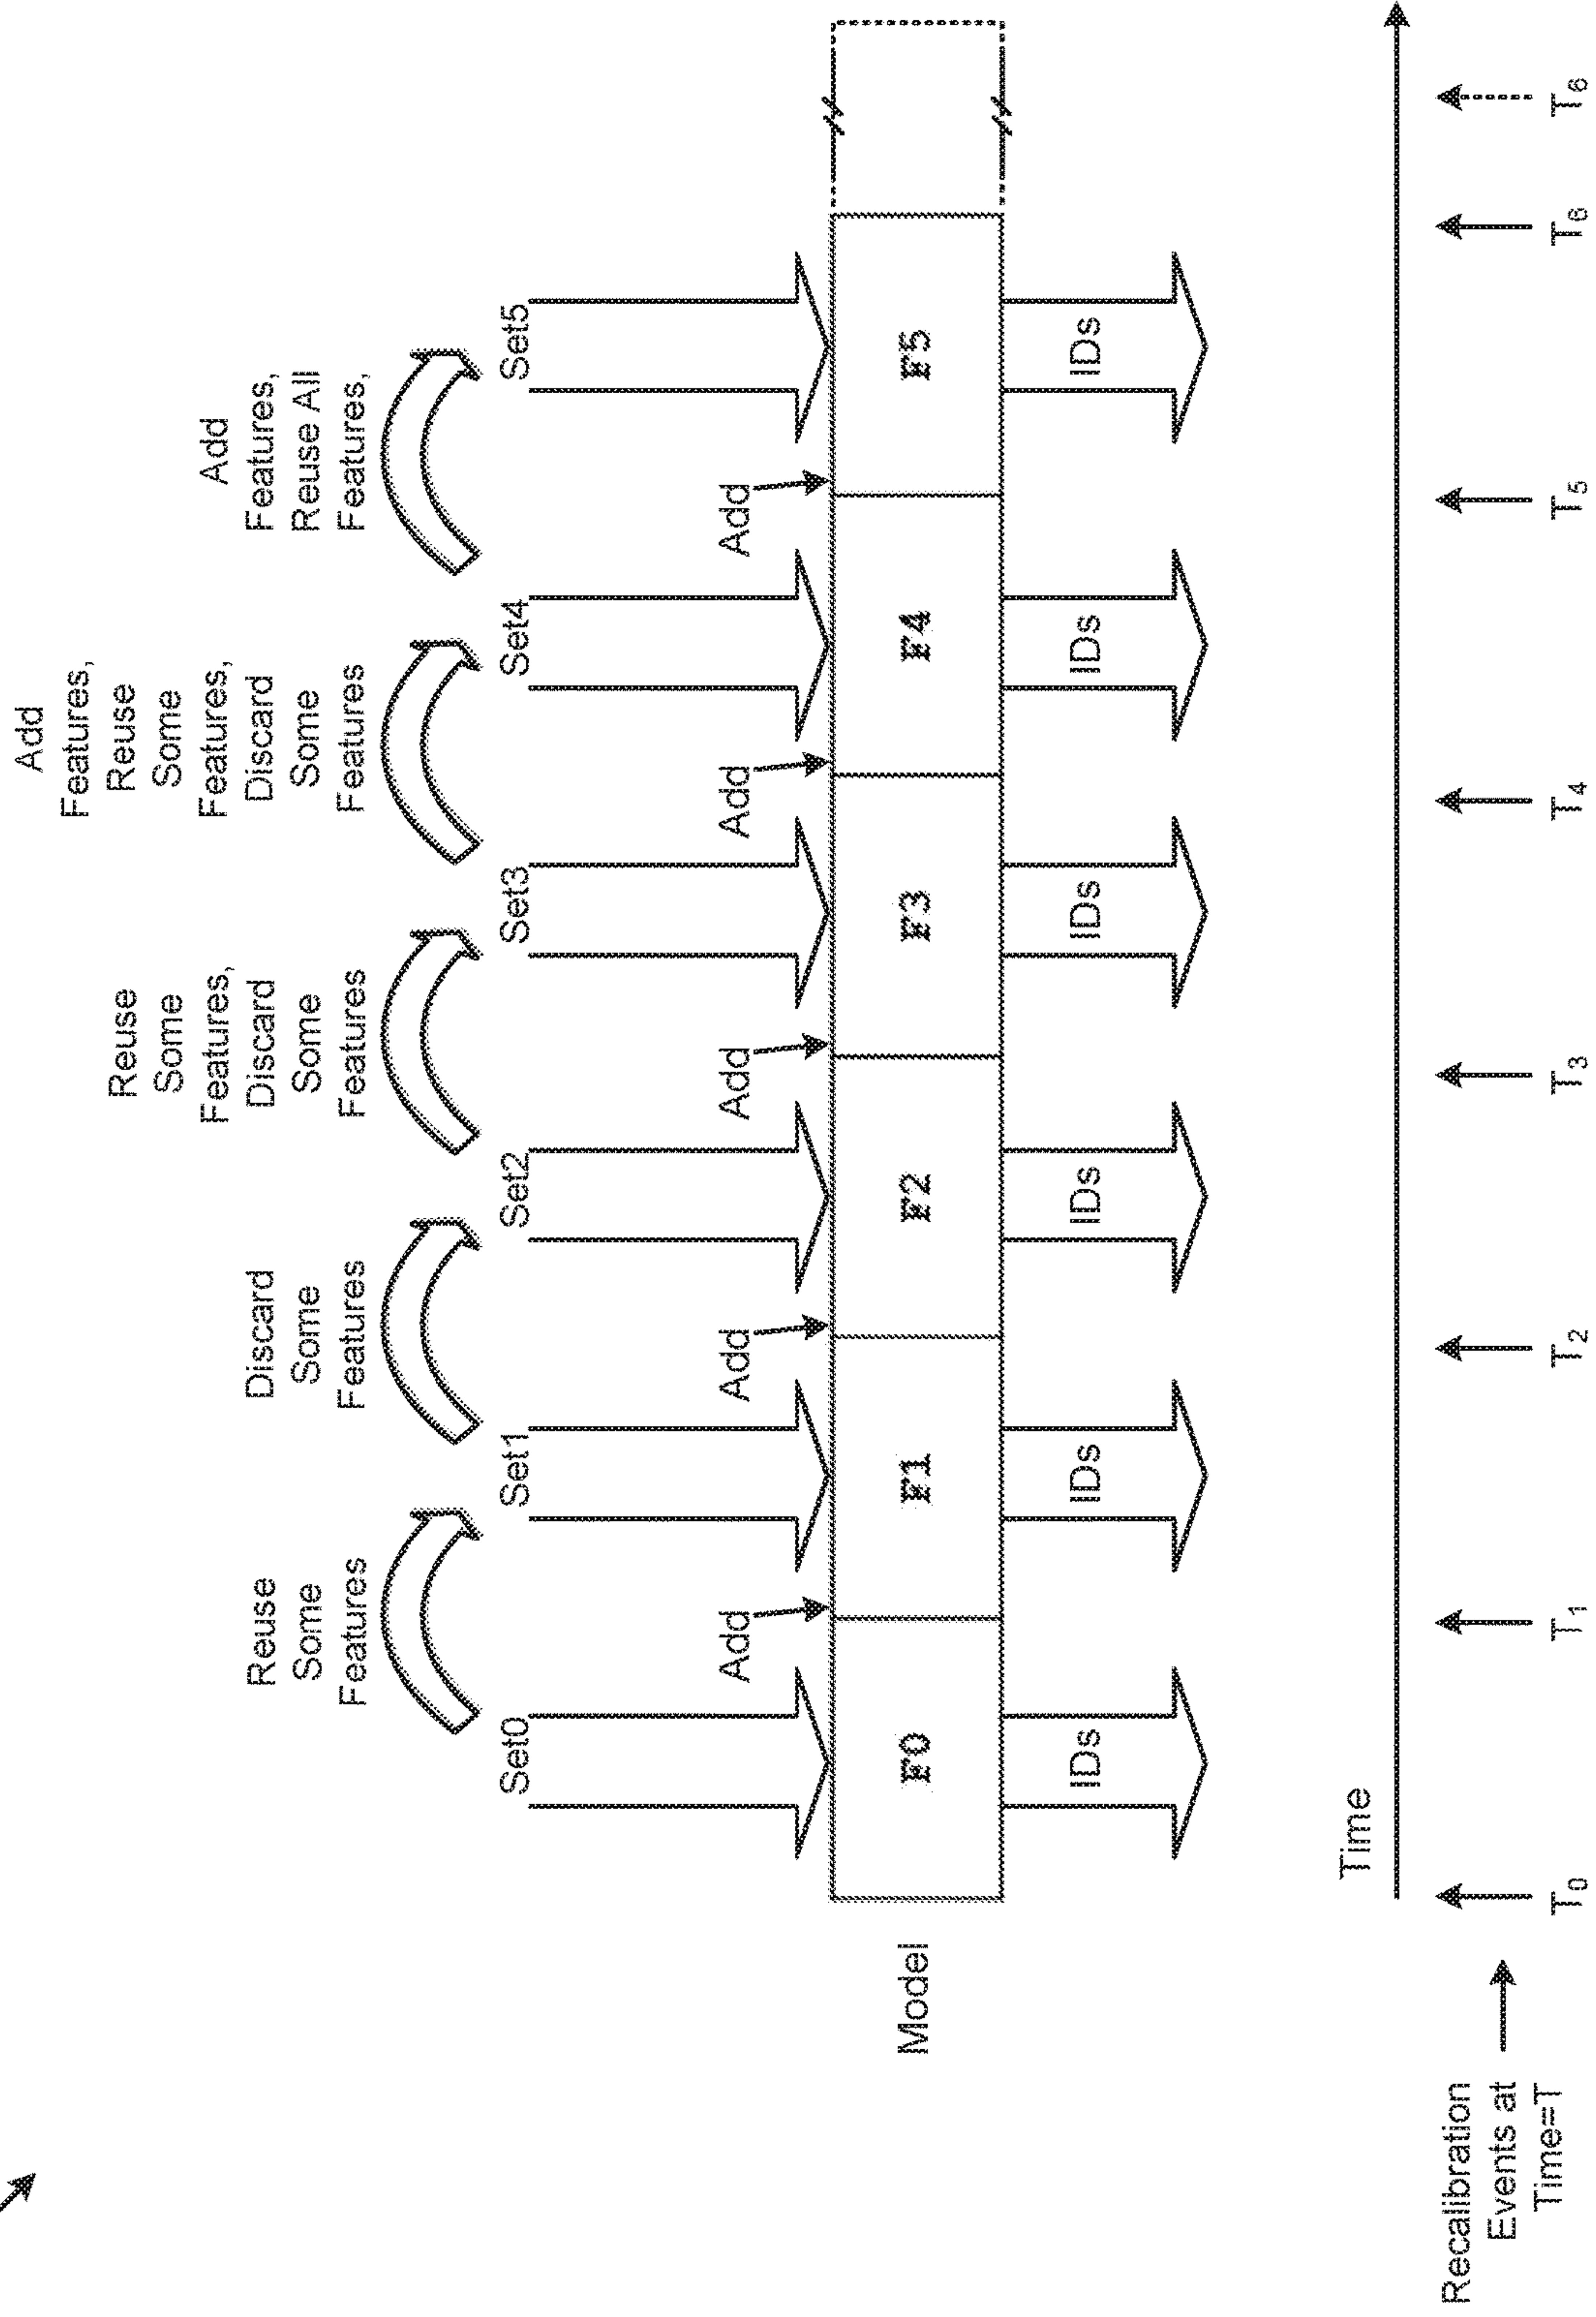 Reuse
Some
Features
Discard
Some
Features
Reuse
Some
Features,
Discard
Some
Features
Add
Features,
Reuse
Some
Features,
Discard
Some
Features
Add
Features,
Reuse All
Features,
Set0
Set1
Set2
Set3
Set4
Set5
Add
Add
Add
Add
Add
Model
F0
F1
F2
F3
F4
F5
IDs
IDs
IDs
IDs
IDs
IDs
Time
Recalibration
Events at
Time=T
T0
T1
T2
T3
T4
T5
T6
T6